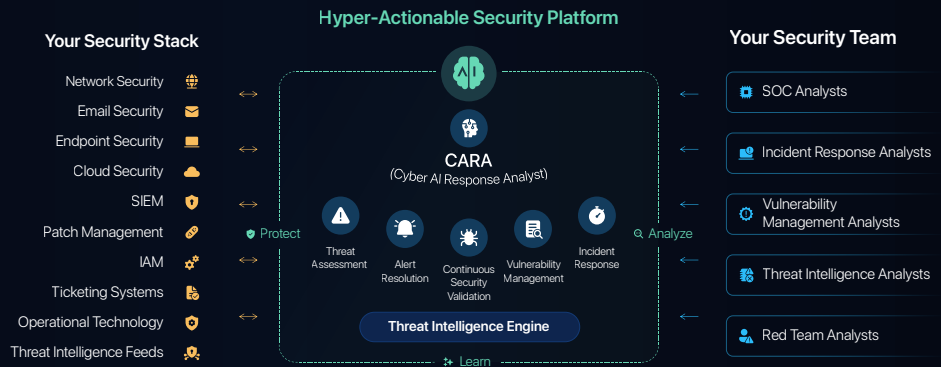 Hyper-Actionable Security Platform
Your Security Stack
Network Security
Email Security
Endpoint Security
Cloud Security
SIEM
Patch Management
IAM
Ticketing Systems
Operational Technology
Threat Intelligence Feeds
AI
CARA
(Cyber AI Response Analyst)
Protect
Threat
Assessment
Alert
Resolution
Continuous
Security
Validation
Vulnerability
Management
Incident
Response
Analyze
Threat Intelligence Engine
Learn
Your Security Team
SOC Analysts
Incident Response Analysts
Vulnerability
Management Analysts
Threat Intelligence Analysts
Red Team Analysts